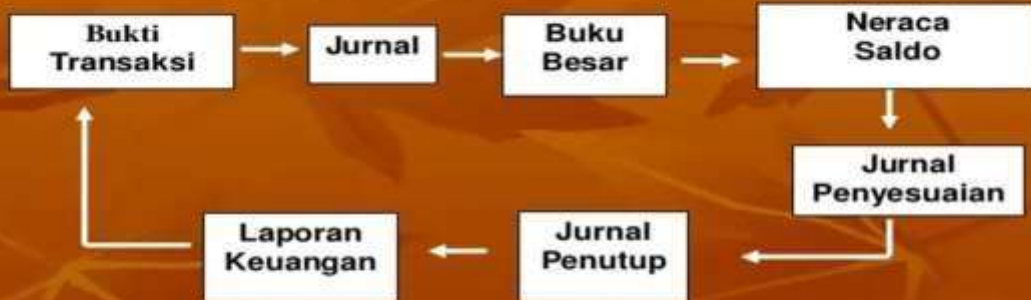 Bukti
Transaksi
Jurnal
Buku
Besar
Neraca
Saldo
Jurnal
Penyesuaian
Jurnal
Penutup
Laporan
Keuangan